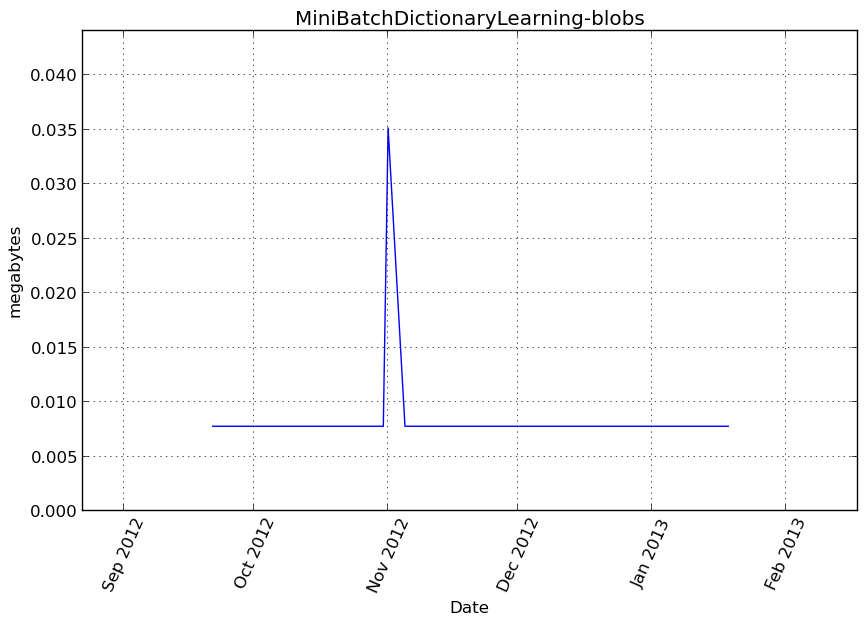 MiniBatchDictionaryLearning-blobs
0.040
0.035
0.030
0.025
0.020
0.015
0.010
0.005
0.000
megabytes
Sep 2012
Oct 2012
Nov 2012
Dec 2012
Jan 2013
Feb 2013
Date